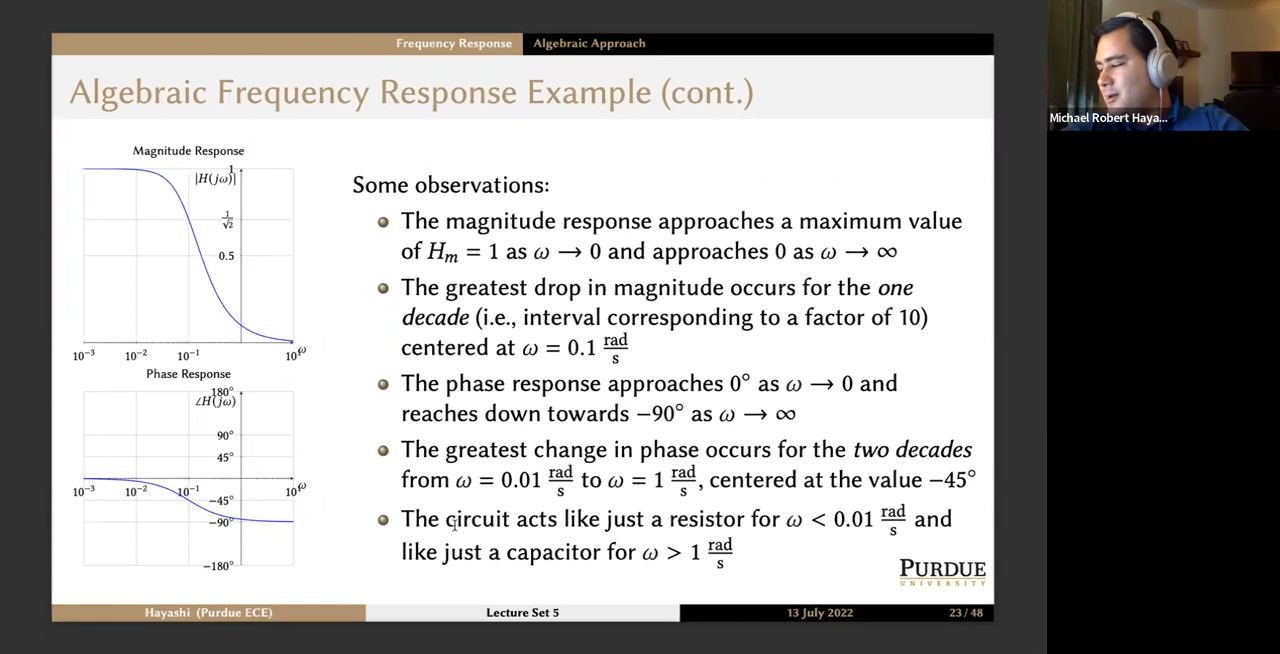 Frequency Response Algebraic Approach
Algebraic Frequency Response Example (cont.)
Magnitude Response
1
|H(jω)|
1/√2
0.5
10⁻³ 10⁻² 10⁻¹ 10¹ ω
Phase Response
180°
∠H(jω)
90°
45°
10⁻³ 10⁻² 10⁻¹ 10¹ ω
−45°
−90°
−180°
Some observations:
The magnitude response approaches a maximum value
of Hₘ = 1 as ω → 0 and approaches 0 as ω → ∞
The greatest drop in magnitude occurs for the one
decade (i.e., interval corresponding to a factor of 10)
centered at ω = 0.1 rad/s
The phase response approaches 0° as ω → 0 and
reaches down towards −90° as ω → ∞
The greatest change in phase occurs for the two decades
from ω = 0.01 rad/s to ω = 1 rad/s, centered at the value −45°
The circuit acts like just a resistor for ω < 0.01 rad/s and
like just a capacitor for ω > 1 rad/s
PURDUE
UNIVERSITY
Hayashi (Purdue ECE) Lecture Set 5 13 July 2022 23 / 48
Michael Robert Haya...